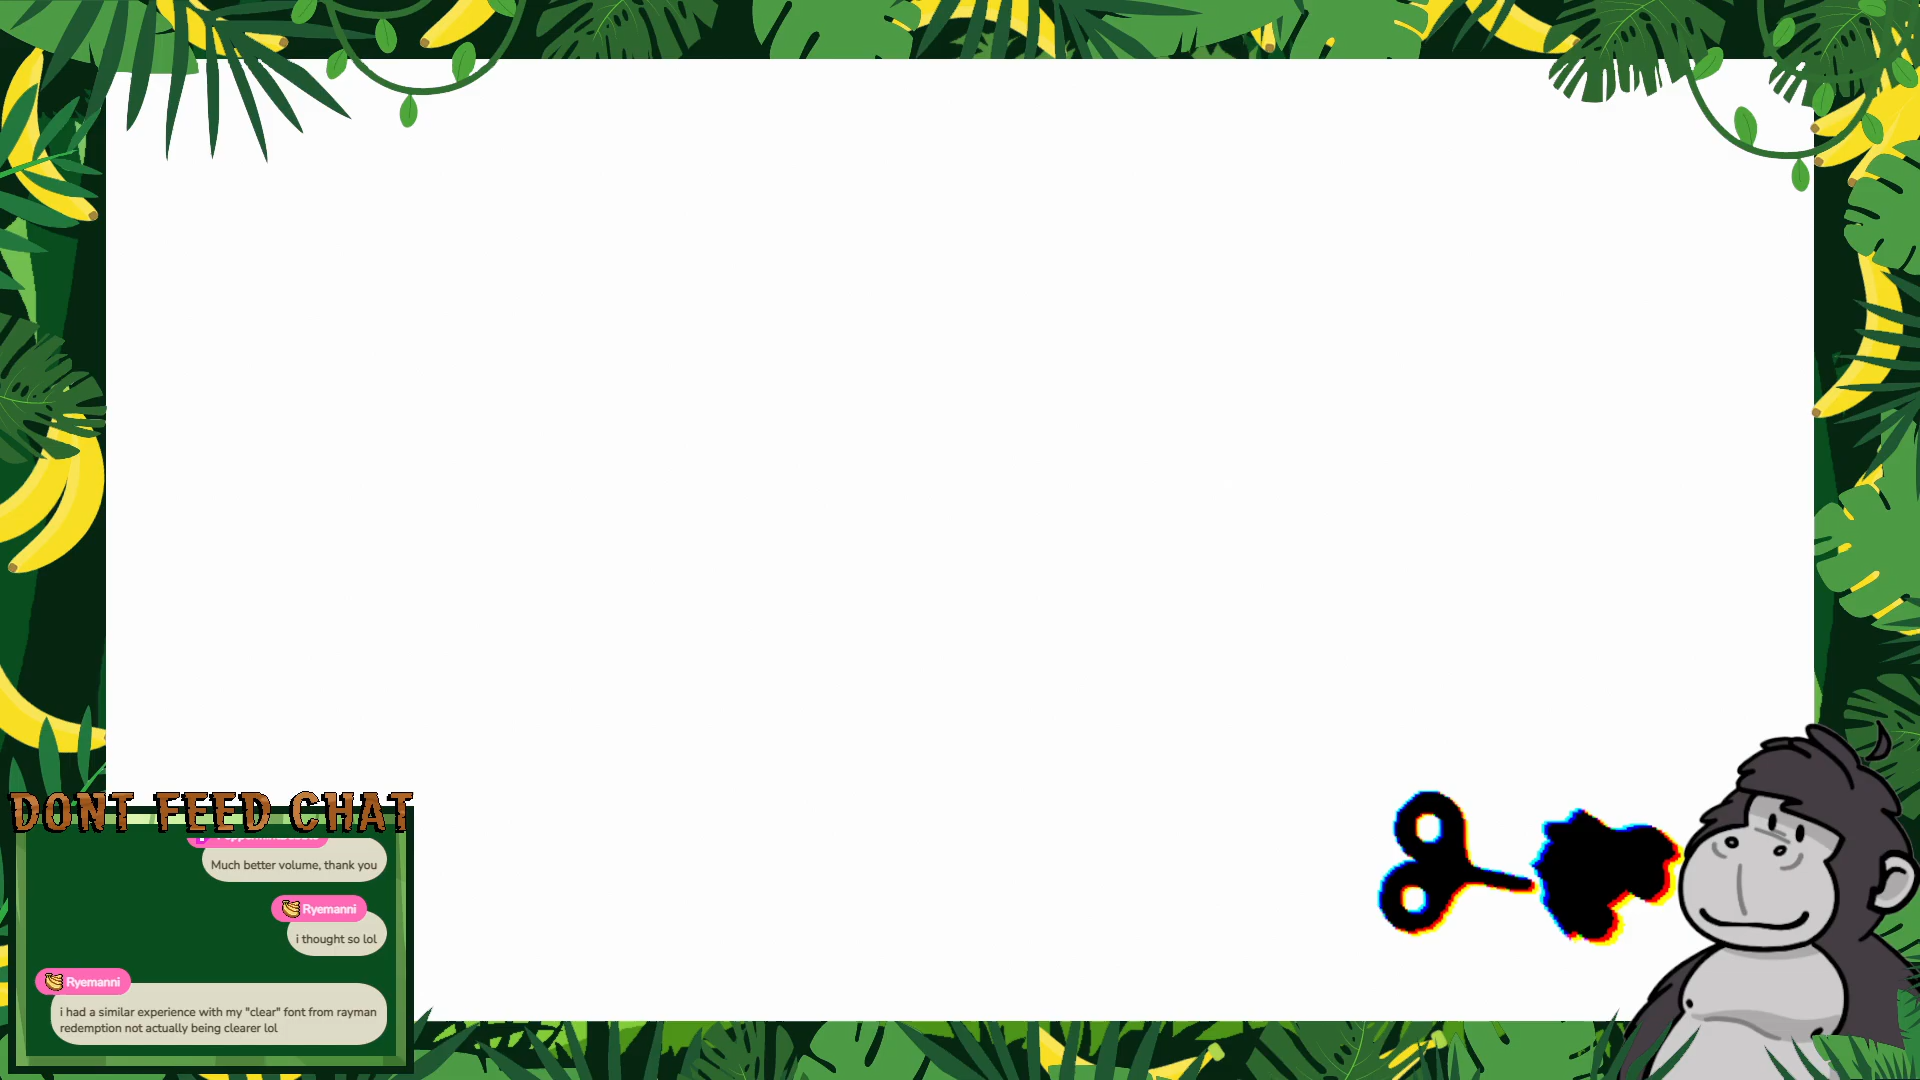 DONT FEED CHAT
Much better volume, thank you
Ryemanni
i thought so lol
Ryemanni
i had a similar experience with my "clear" font from rayman
redemption not actually being clearer lol